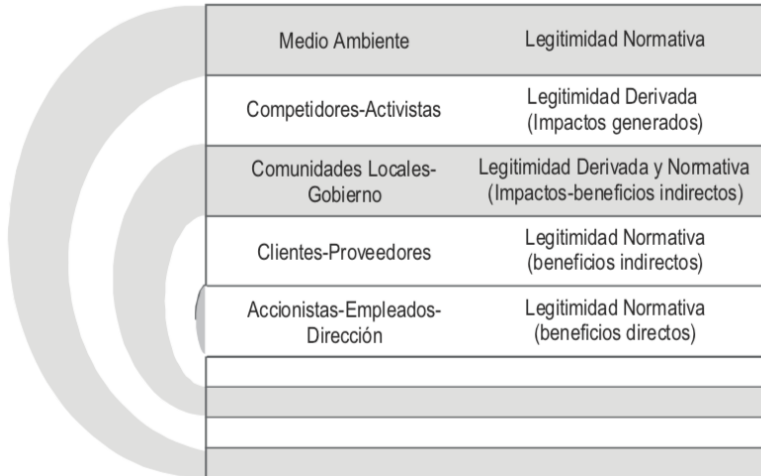 Medio Ambiente
Legitimidad Normativa
Competidores-Activistas
Legitimidad Derivada
(Impactos generados)
Comunidades Locales-
Gobierno
Legitimidad Derivada y Normativa
(Impactos-beneficios indirectos)
Clientes-Proveedores
Legitimidad Normativa
(beneficios indirectos)
Accionistas-Empleados-
Dirección
Legitimidad Normativa
(beneficios directos)